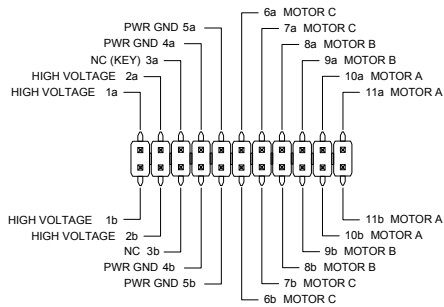 6a MOTOR C
PWR GND 5a
7a MOTOR C
PWR GND 4a
8a MOTOR B
NC (KEY) 3a
9a MOTOR B
HIGH VOLTAGE 2a
10a MOTOR A
HIGH VOLTAGE 1a
11a MOTOR A
HIGH VOLTAGE 1b
11b MOTOR A
HIGH VOLTAGE 2b
10b MOTOR A
NC 3b
9b MOTOR B
PWR GND 4b
8b MOTOR B
PWR GND 5b
7b MOTOR C
6b MOTOR C